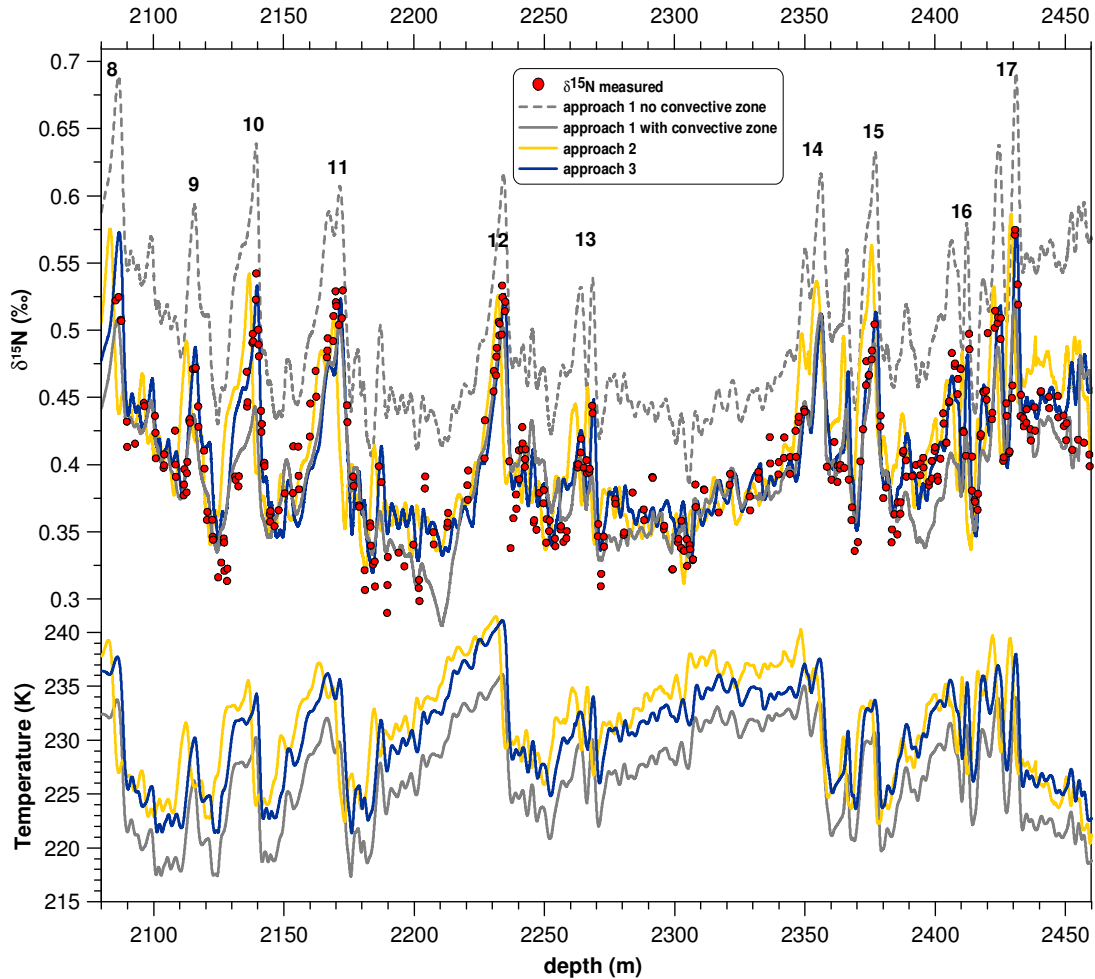 2100 2150 2200 2250 2300 2350 2400 2450
0.7
0.65
0.6
0.55
0.5
0.45
0.4
0.35
0.3
δ15N (‰)
8 9 10 11 12 13 14 15 16 17
δ15N measured
approach 1 no convective zone
approach 1 with convective zone
approach 2
approach 3
240
235
230
225
220
215
Temperature (K)
2100 2150 2200 2250 2300 2350 2400 2450
depth (m)